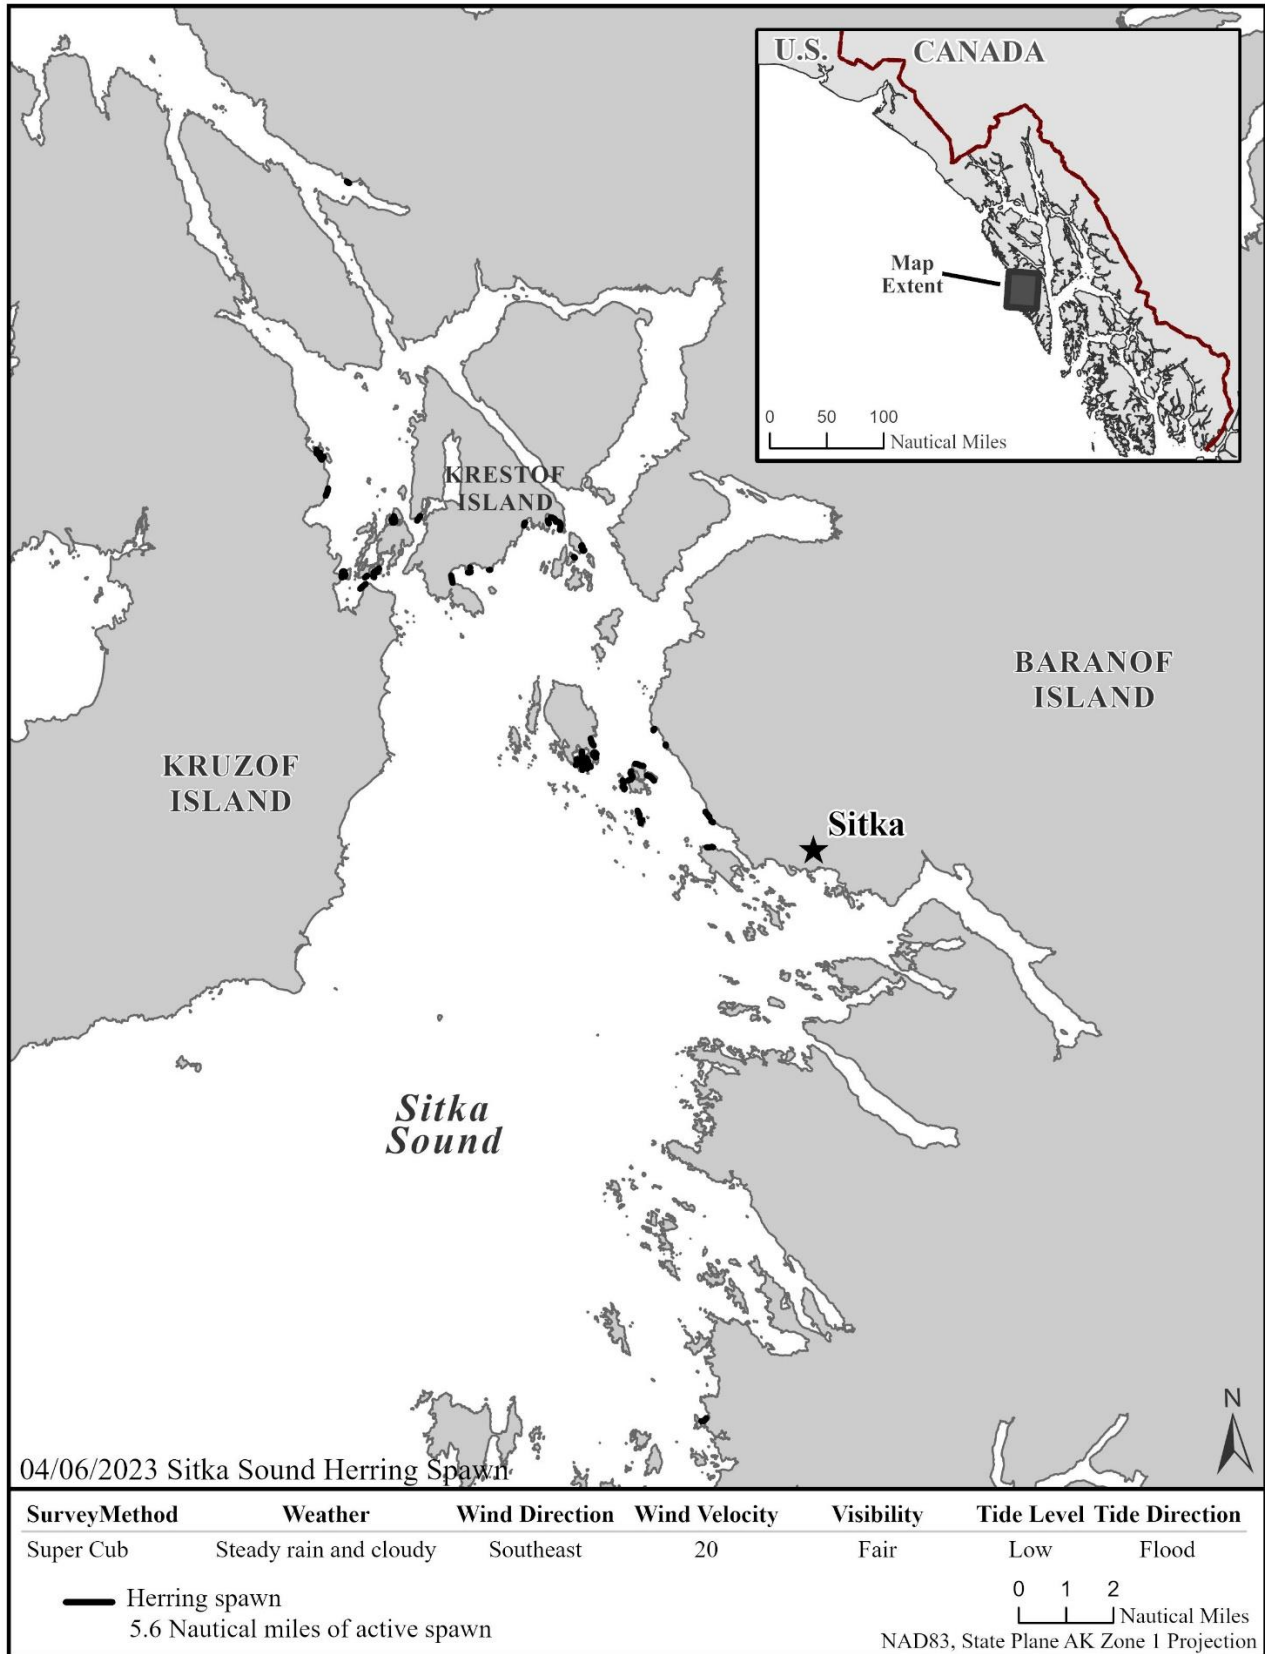 U.S. CANADA
Map
Extent
0 50 100
Nautical Miles
KRESTOF
ISLAND
BARANOF
ISLAND
KRUZOF
ISLAND
Sitka
Sitka
Sound
N
04/06/2023 Sitka Sound Herring Spawn
SurveyMethod Weather Wind Direction Wind Velocity Visibility Tide Level Tide Direction
Super Cub Steady rain and cloudy Southeast 20 Fair Low Flood
Herring spawn
5.6 Nautical miles of active spawn
0 1 2
Nautical Miles
NAD83, State Plane AK Zone 1 Projection